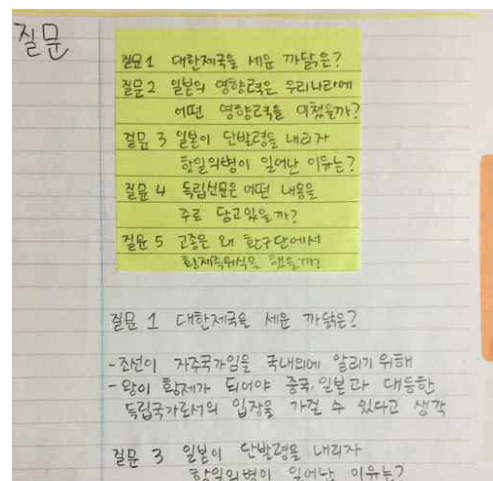 질문
질문 1 대한제국을 세운 까닭은?
질문 2 일본의 영향력은 우리나라에
어떤 영향력을 미쳤을까?
질문 3 일본이 단발령을 내리자
항일의병이 일어난 이유는?
질문 4 독립신문은 어떤 내용을
주로 담고있을까?
질문 5 고종은 왜 환구단에서
황제즉위식을 했을까?
질문 1 대한제국을 세운 까닭은?
-조선이 자주국가임을 국내외에 알리기 위해
-왕이 황제가 되어야 중국, 일본과 대등한
독립국가로서의 입장을 가질 수 있다고 생각
질문 3 일본이 단발령을 내리자
항일의병이 일어난 이유는?